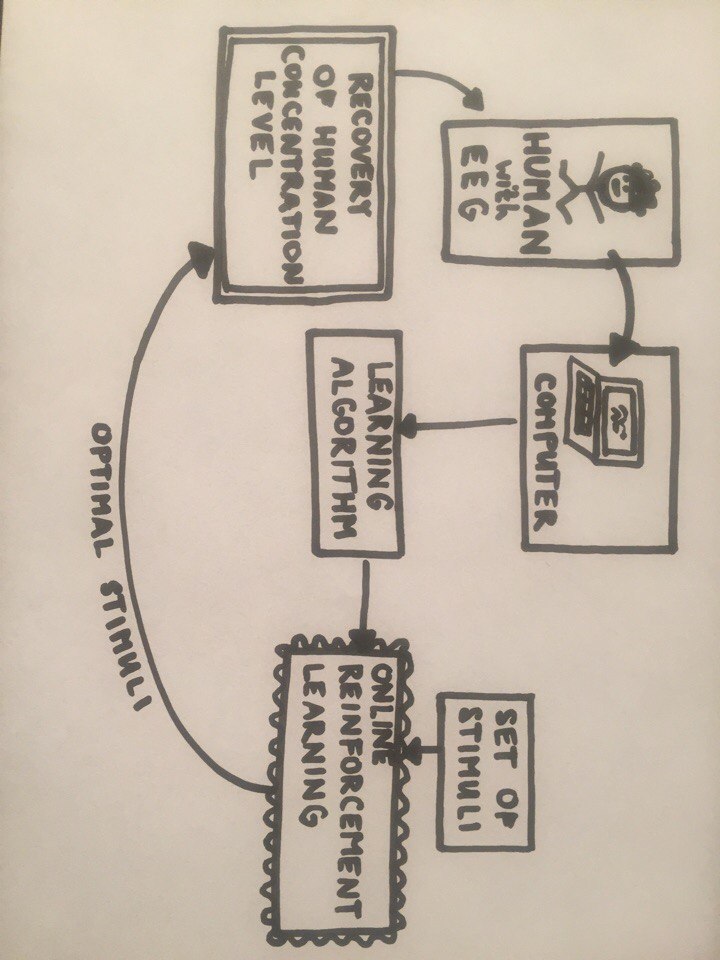 HUMAN
with
EEG
COMPUTER
RECOVERY
OF HUMAN
CONCENTRATION
LEVEL
LEARNING
ALGORITHM
SET OF
STIMULI
ONLINE
REINFORCEMENT
LEARNING
OPTIMAL STIMULI